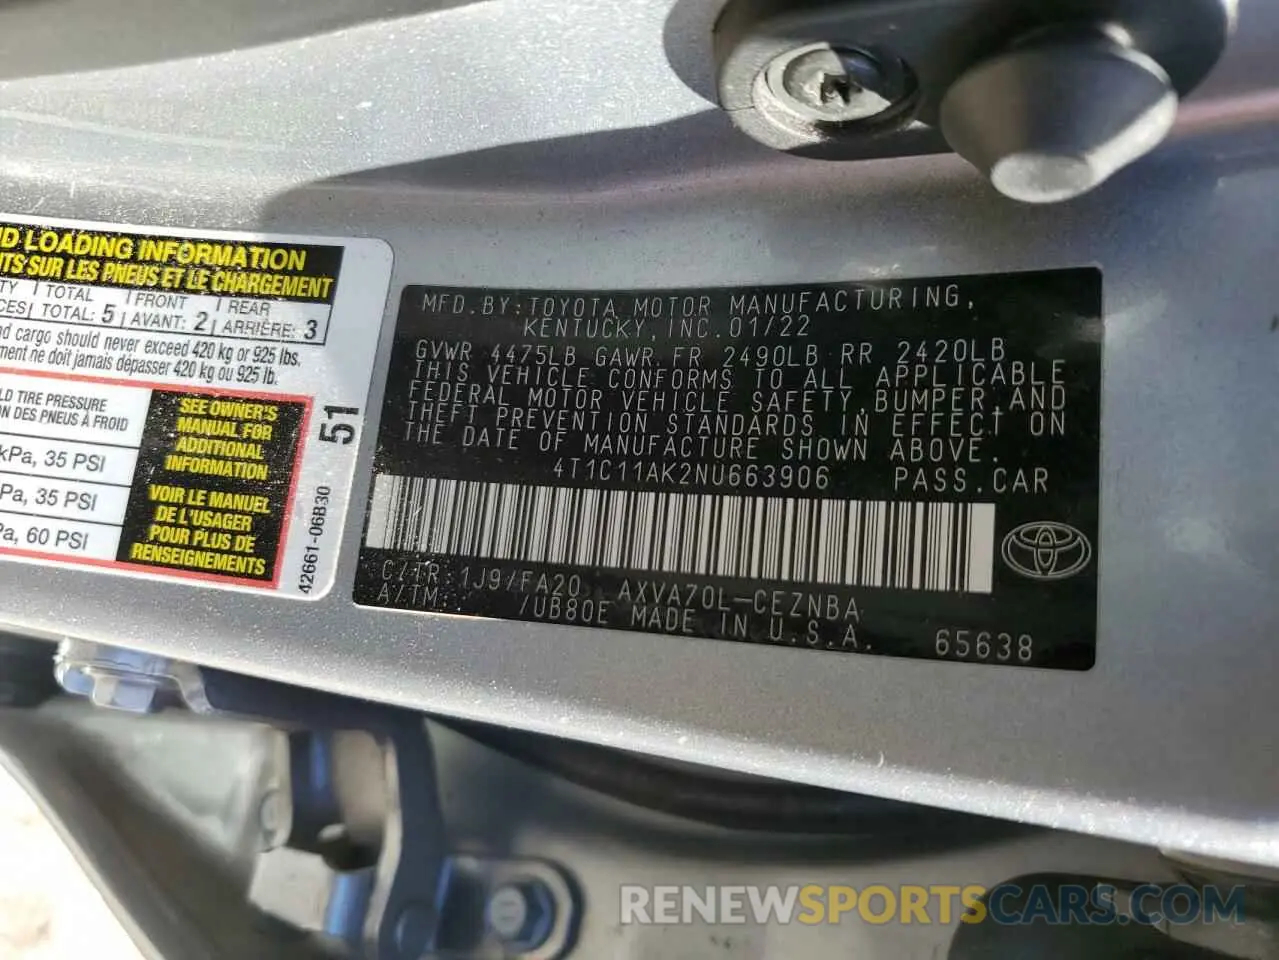 D LOADING INFORMATION
TS SUR LES PNEUS ET LE CHARGEMENT
TY TOTAL FRONT REAR
CES TOTAL: 5 AVANT: 2 ARRIÈRE: 3
nd cargo should never exceed 420 kg or 925 lbs.
ment ne doit jamais dépasser 420 kg ou 925 lb.
LD TIRE PRESSURE
ON DES PNEUS À FROID
kPa, 35 PSI
Pa, 35 PSI
Pa, 60 PSI
SEE OWNER'S
MANUAL FOR
ADDITIONAL
INFORMATION
VOIR LE MANUEL
DE L'USAGER
POUR PLUS DE
RENSEIGNEMENTS
51
42661-06B30
MFD.BY:TOYOTA MOTOR MANUFACTURING,
KENTUCKY,INC.01/22
GVWR 4475LB GAWR FR 2490LB RR 2420LB
THIS VEHICLE CONFORMS TO ALL APPLICABLE
FEDERAL MOTOR VEHICLE SAFETY,BUMPER,AND
THEFT PREVENTION STANDARDS IN EFFECT ON
THE DATE OF MANUFACTURE SHOWN ABOVE.
4T1C11AK2NU663906 PASS.CAR
C/TR:1J9/FA20 AXVA70L-CEZNBA
A/TM: /UB80E MADE IN U.S.A. 65638
RENEWSPORTSCARS.COM